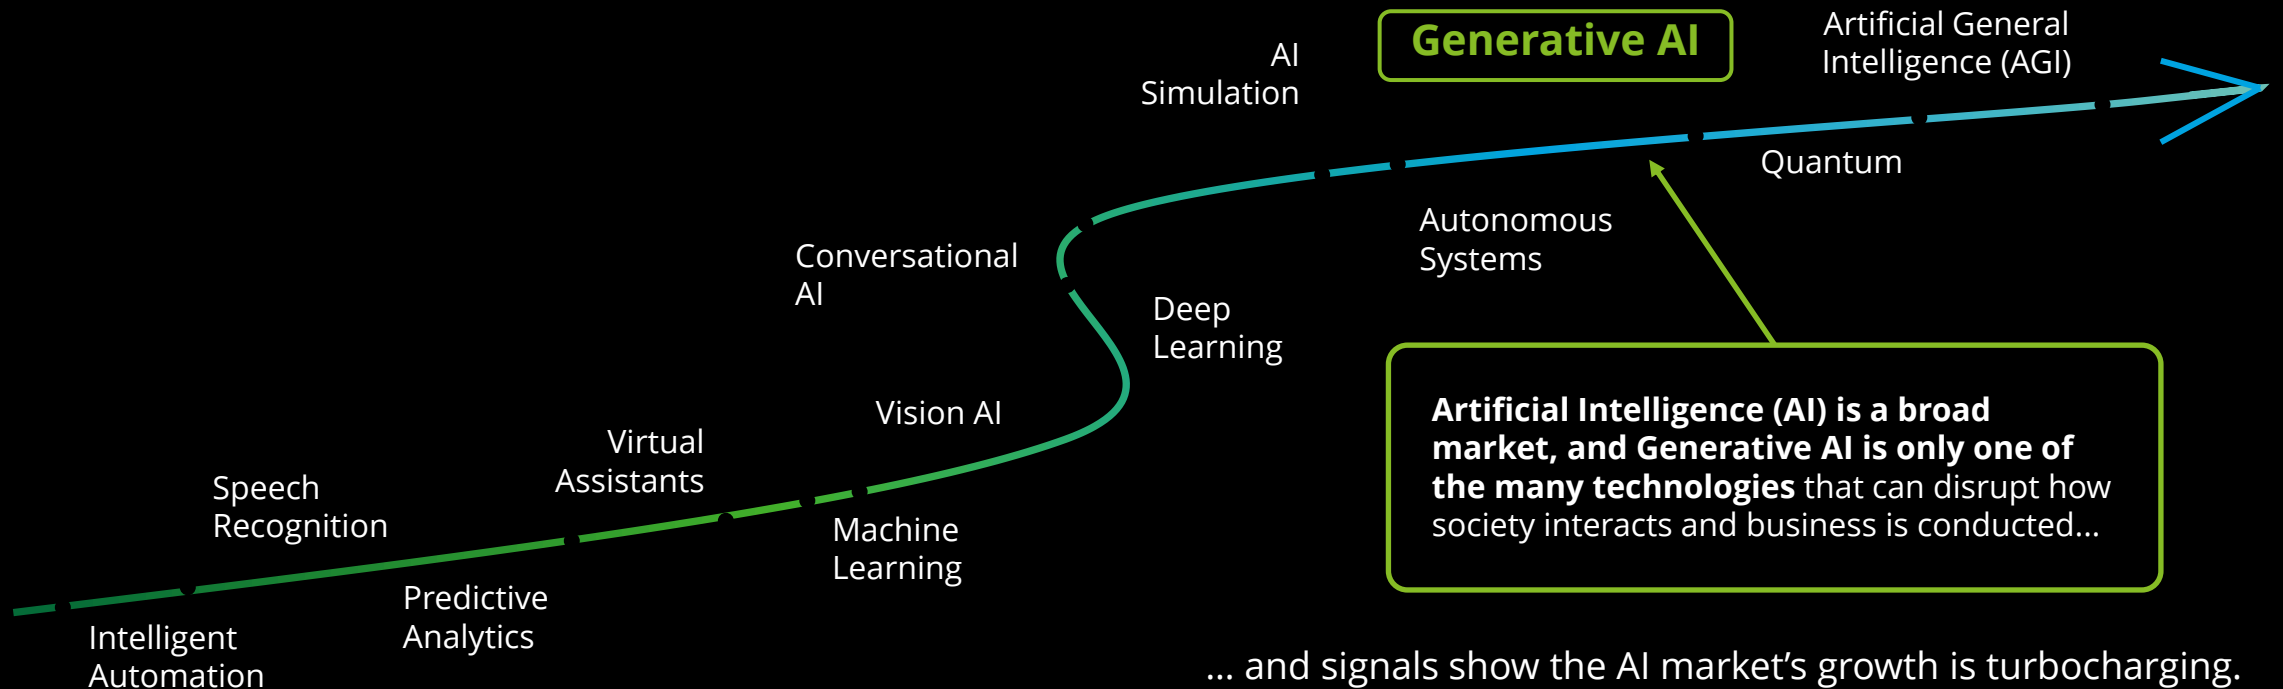 Artificial General
Intelligence (AGI)
Generative AI
AI
Simulation
Quantum
Autonomous
Systems
Conversational
AI
Deep
Learning
Vision AI
Virtual
Assistants
Machine
Learning
Speech
Recognition
Predictive
Analytics
Intelligent
Automation
Artificial Intelligence (AI) is a broad
market, and Generative AI is only one of
the many technologies that can disrupt how
society interacts and business is conducted...
... and signals show the AI market’s growth is turbocharging.